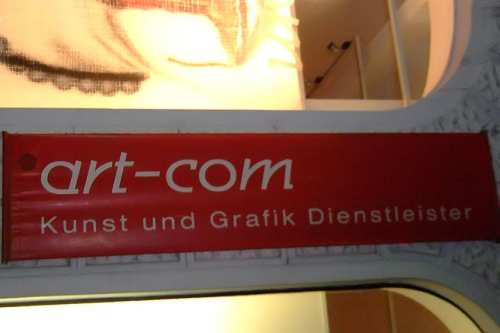 art-com
Kunst und Grafik Dienstleister